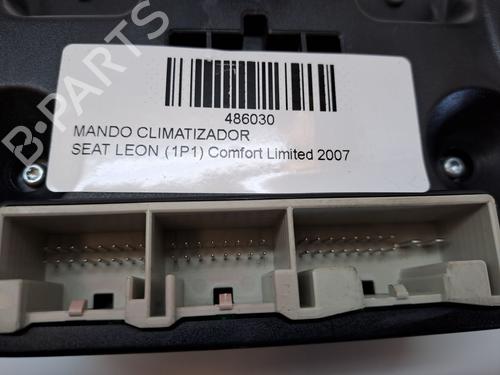 486030
MANDO CLIMATIZADOR
SEAT LEON (1P1) Comfort Limited 2007
B-PARTS